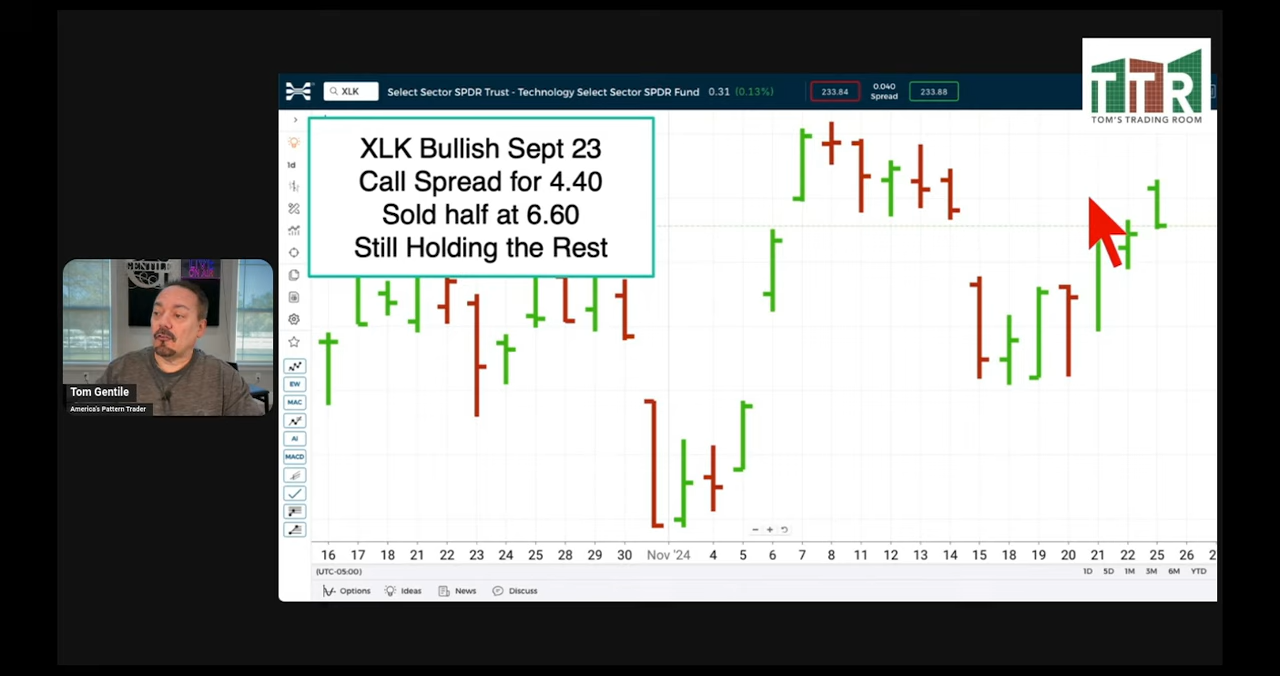 TTR
TOM'S TRADING ROOM
XLK
Select Sector SPDR Trust - Technology Select Sector SPDR Fund 0.31 (0.13%)
233.84
0.040
Spread
233.88
XLK Bullish Sept 23
Call Spread for 4.40
Sold half at 6.60
Still Holding the Rest
1d
EW
MAC
AI
MACD
GENTILE
LIVE
Tom Gentile
America's Pattern Trader
16 17 18 21 22 23 24 25 28 29 30 Nov '24 4 5 6 7 8 11 12 13 14 15 18 19 20 21 22 25 26 2
(UTC-05:00)
1D 5D 1M 3M 6M YTD
Options Ideas News Discuss